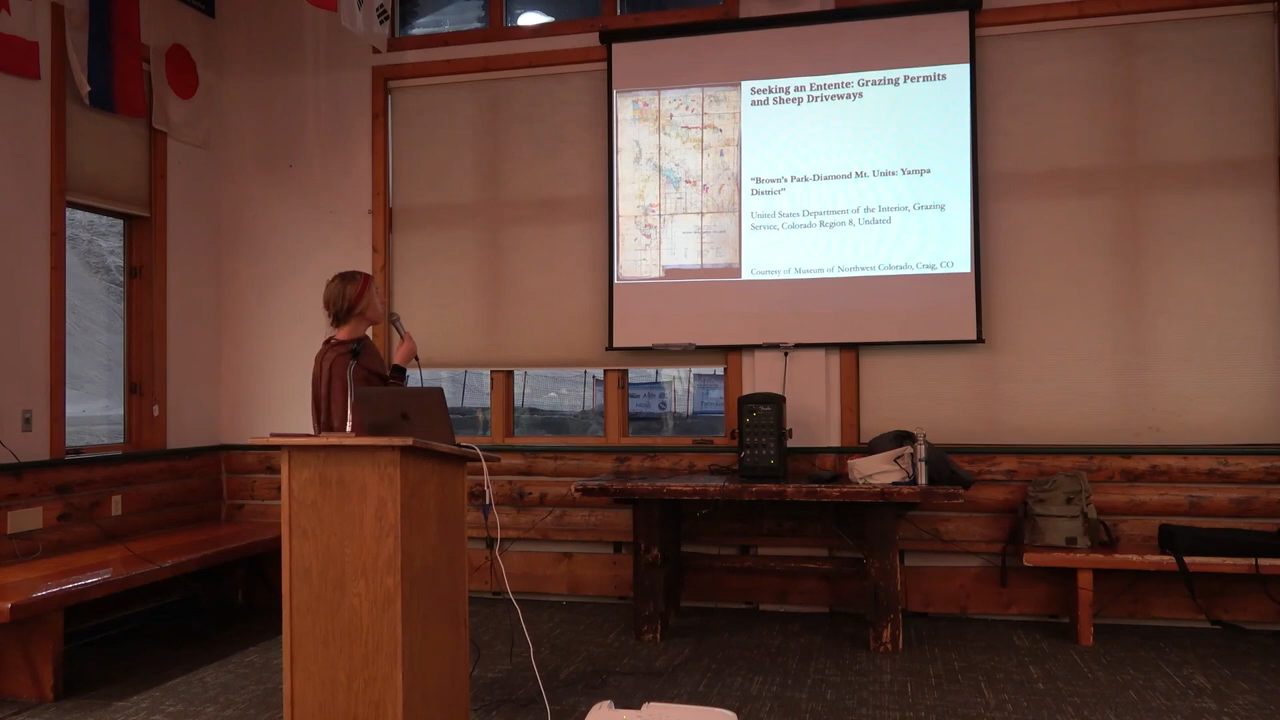 Seeking an Entente: Grazing Permits
and Sheep Driveways
“Brown's Park-Diamond Mt. Units: Yampa
District”
United States Department of the Interior, Grazing
Service, Colorado Region 8, Undated
Courtesy of Museum of Northwest Colorado, Craig, CO